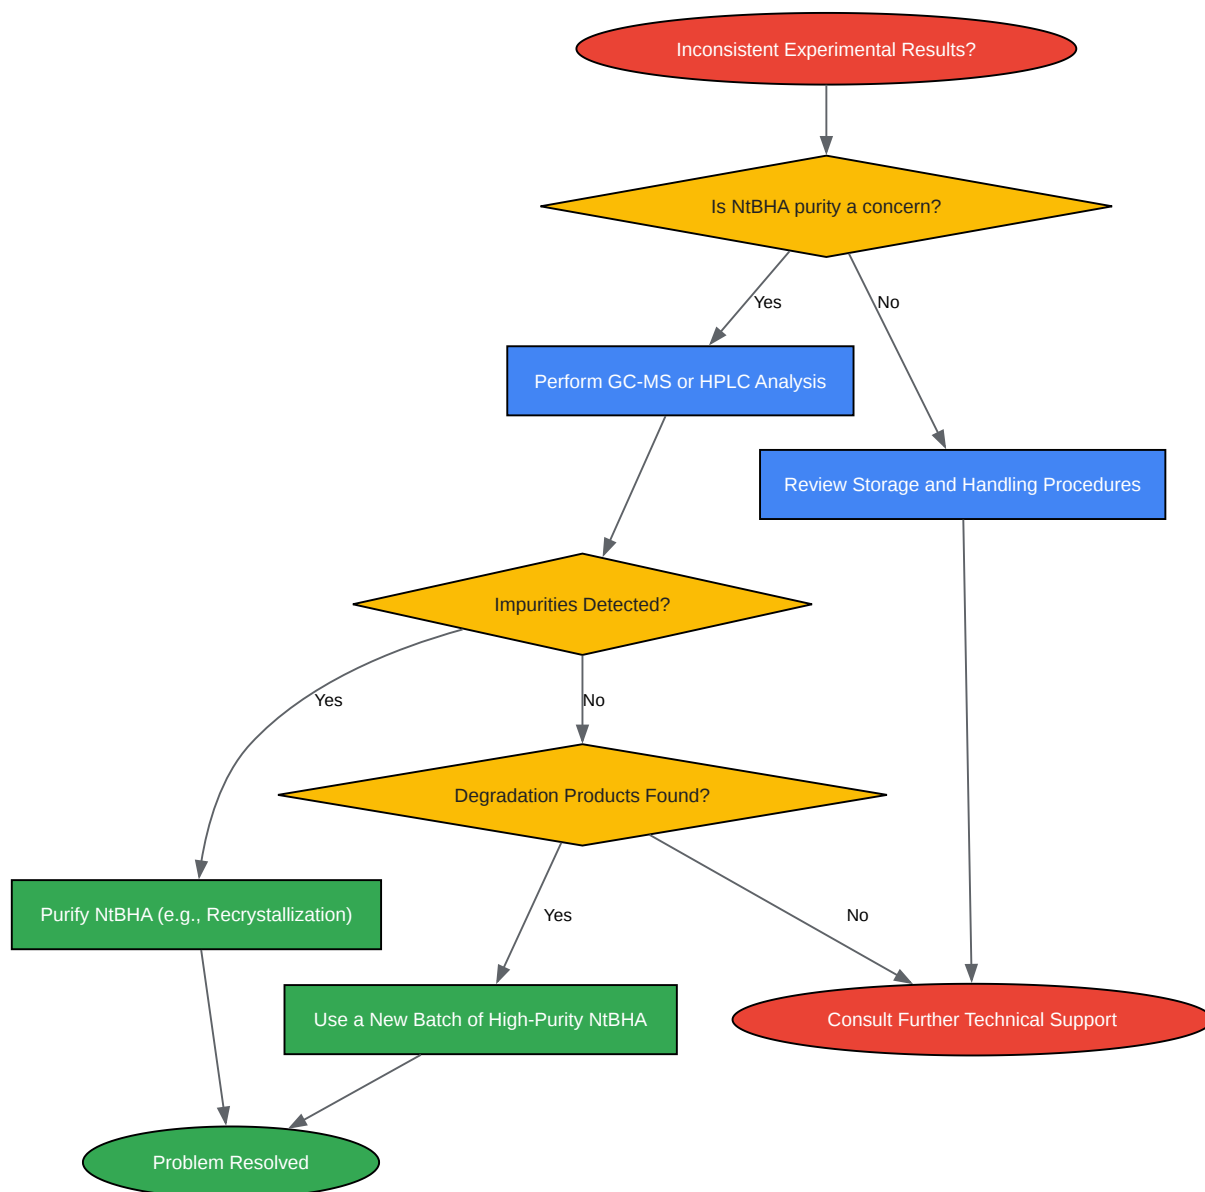 Inconsistent Experimental Results?
Is NtBHA purity a concern?
Yes
No
Perform GC-MS or HPLC Analysis
Review Storage and Handling Procedures
Impurities Detected?
Yes
No
Degradation Products Found?
Purify NtBHA (e.g., Recrystallization)
Yes
No
Use a New Batch of High-Purity NtBHA
Consult Further Technical Support
Problem Resolved